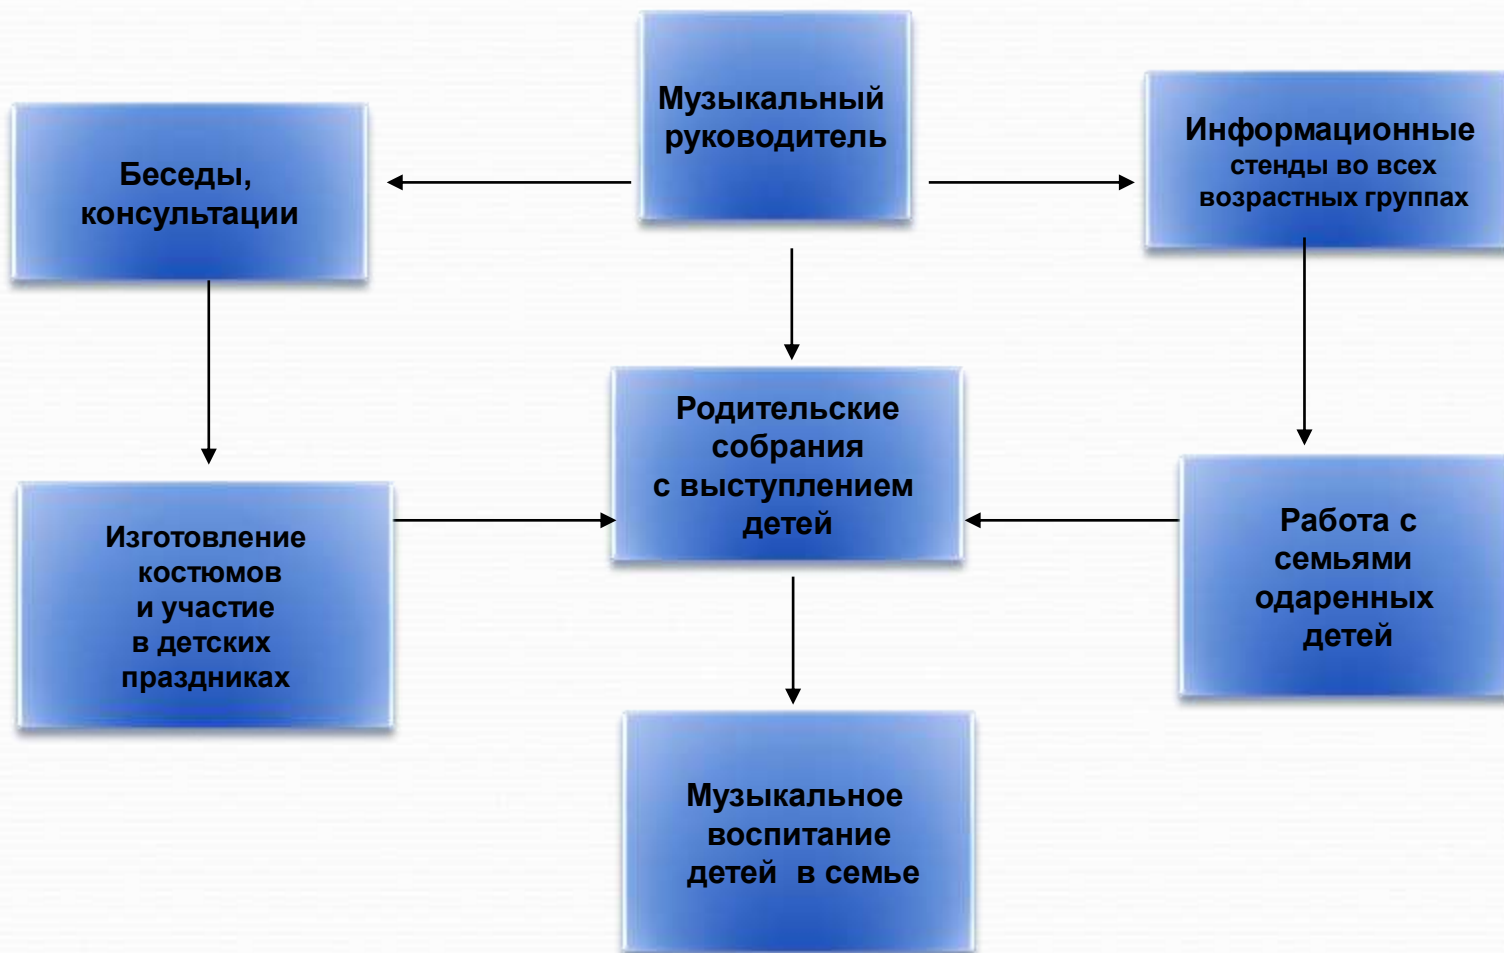 Музыкальный
руководитель
Беседы,
консультации
Информационные
стенды во всех
возрастных группах
Родительские
собрания
с выступлением
детей
Изготовление
костюмов
и участие
в детских
праздниках
Работа с
семьями
одаренных
детей
Музыкальное
воспитание
детей в семье